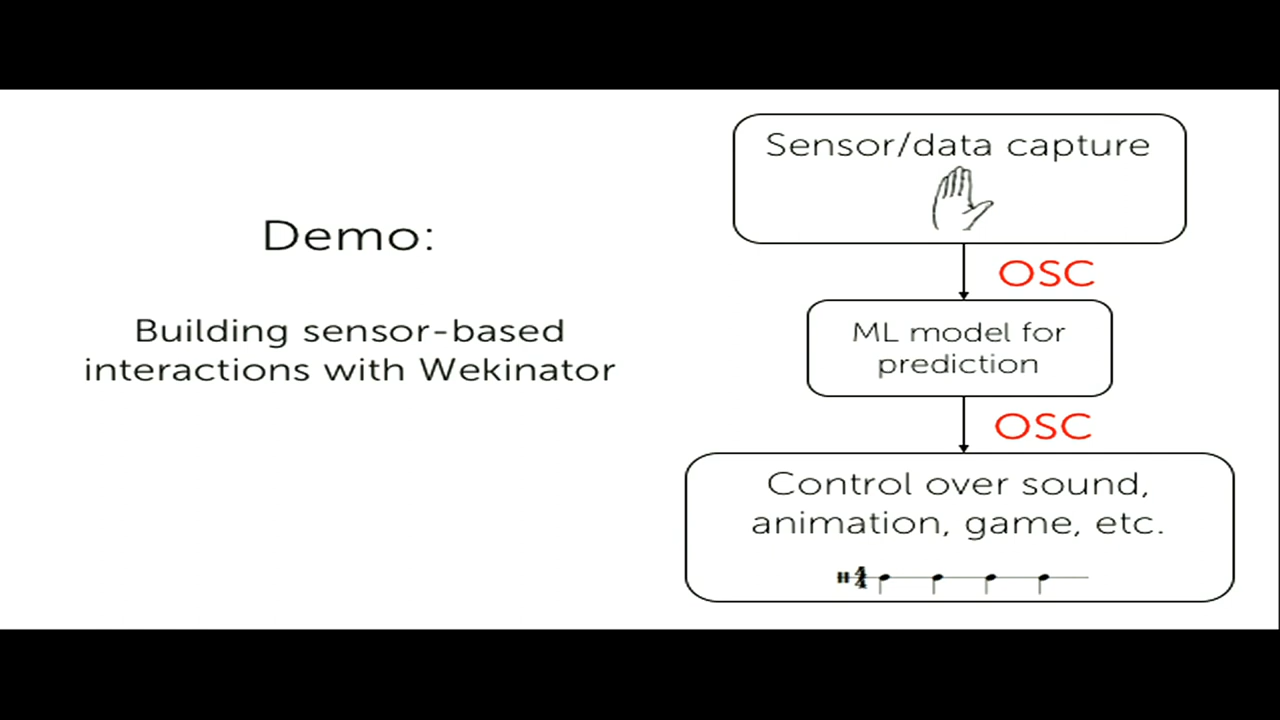 Demo:
Building sensor-based
interactions with Wekinator
Sensor/data capture
OSC
ML model for
prediction
OSC
Control over sound,
animation, game, etc.